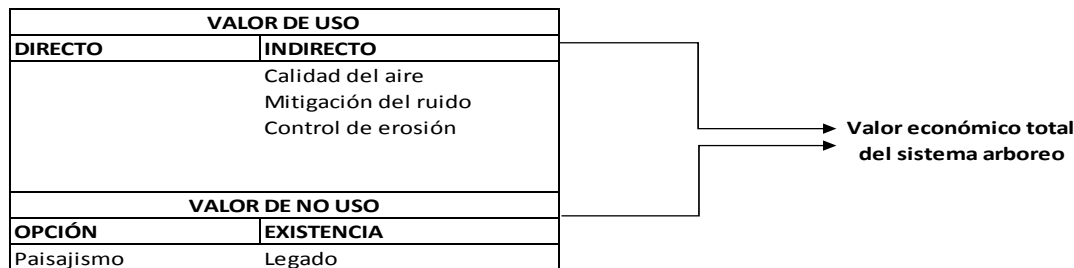 VALOR DE USO
DIRECTO INDIRECTO
Calidad del aire
Mitigación del ruido
Control de erosión
Valor económico total
del sistema arboreo
VALOR DE NO USO
OPCIÓN EXISTENCIA
Paisajismo Legado